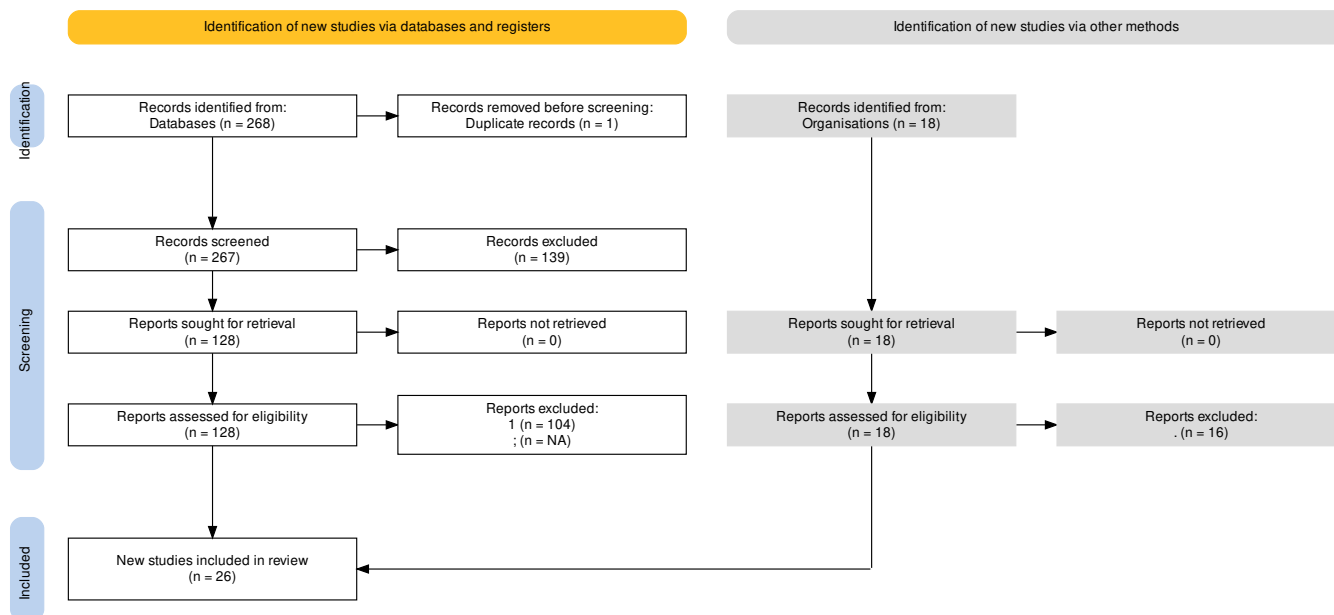 Identification of new studies via databases and registers
Identification of new studies via other methods
Identification
Records identified from:
Databases (n = 268)
Records removed before screening:
Duplicate records (n = 1)
Records identified from:
Organisations (n = 18)
Screening
Records screened
(n = 267)
Records excluded
(n = 139)
Reports sought for retrieval
(n = 128)
Reports not retrieved
(n = 0)
Reports sought for retrieval
(n = 18)
Reports not retrieved
(n = 0)
Reports assessed for eligibility
(n = 128)
Reports excluded:
1 (n = 104)
; (n = NA)
Reports assessed for eligibility
(n = 18)
Reports excluded:
. (n = 16)
Included
New studies included in review
(n = 26)